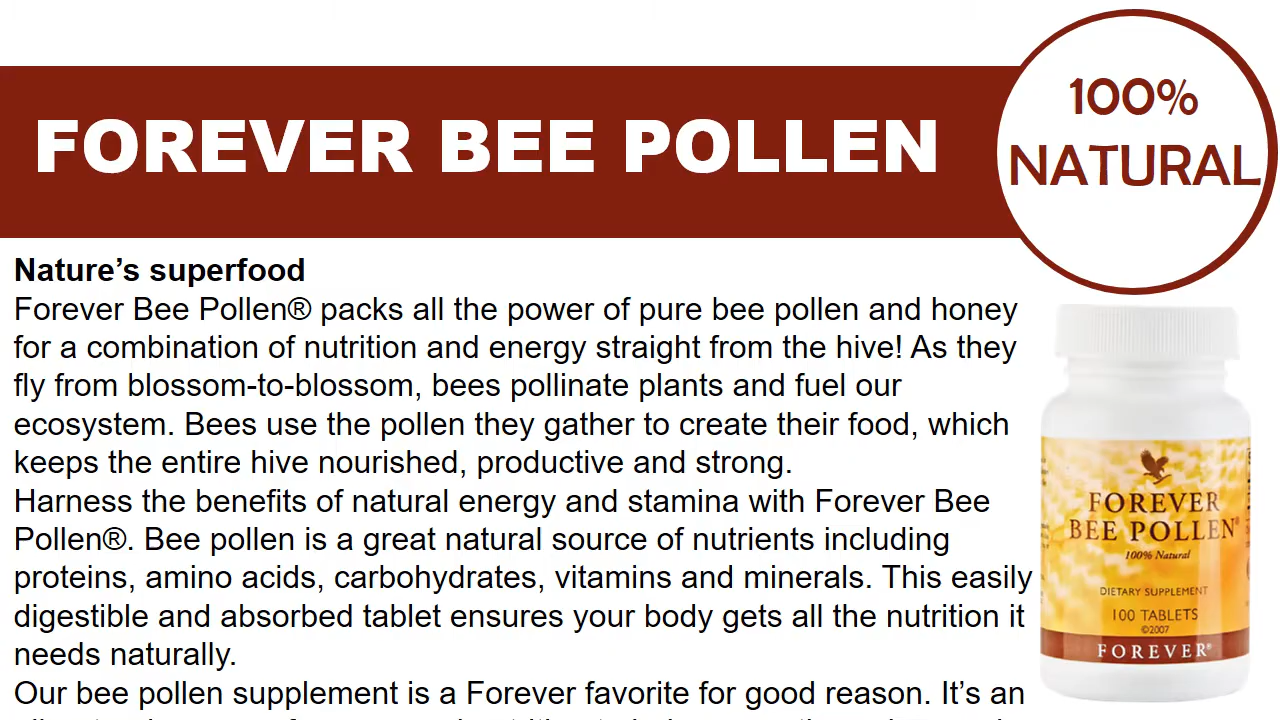 100%
NATURAL
FOREVER BEE POLLEN
Nature’s superfood
Forever Bee Pollen® packs all the power of pure bee pollen and honey
for a combination of nutrition and energy straight from the hive! As they
fly from blossom-to-blossom, bees pollinate plants and fuel our
ecosystem. Bees use the pollen they gather to create their food, which
keeps the entire hive nourished, productive and strong.
Harness the benefits of natural energy and stamina with Forever Bee
Pollen®. Bee pollen is a great natural source of nutrients including
proteins, amino acids, carbohydrates, vitamins and minerals. This easily
digestible and absorbed tablet ensures your body gets all the nutrition it
needs naturally.
Our bee pollen supplement is a Forever favorite for good reason. It’s an
FOREVER
BEE POLLEN®
100% Natural
DIETARY SUPPLEMENT
100 TABLETS
©2007
FOREVER®